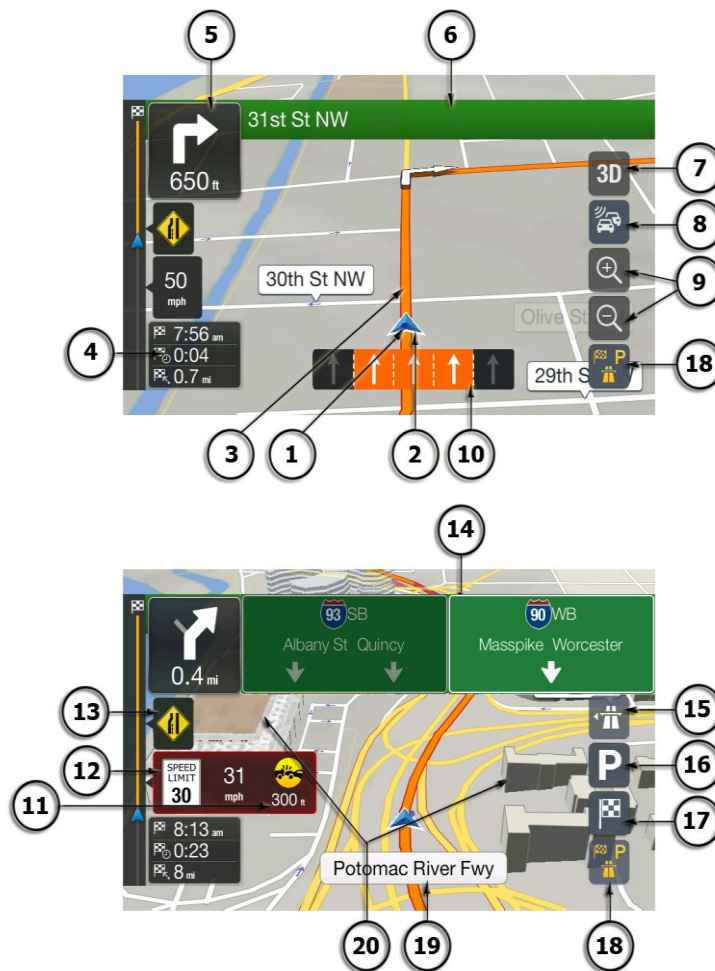 5
6
31st St NW
650 ft
3D
7
8
50
mph
30th St NW
9
Olive St
4
7:56 am
0:04
0.7 mi
P
18
29th S
3
1
2
10
14
93 SB
90 WB
Albany St Quincy
Masspike Worcester
0.4 mi
13
15
12
SPEED
LIMIT
30
31
mph
P
16
11
300 ft
17
8:13 am
0:23
8 mi
P
Potomac River Fwy
20
19
18